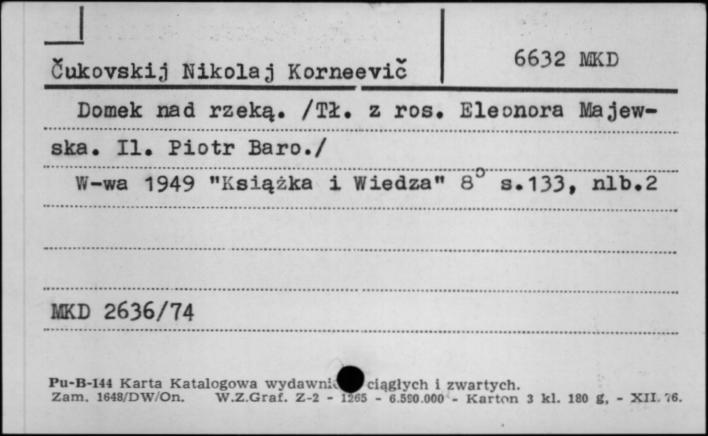 Čukovskij Nikolaj Korneevič
6632 MKD
Domek nad rzeką. /Tł. z ros. Eleonora Majew-
ska. Il. Piotr Baro./
W-wa 1949 "Książka i Wiedza" 8° s.133, nlb.2
MKD 2636/74
Pu-B-144 Karta Katalogowa ciągłych i zwartych.
Zam. 1648/DW/On. W.Z.Graf. Z-2 - 1265 - 6.590.000 - Karton 3 kl. 180 g, - XII. 76.